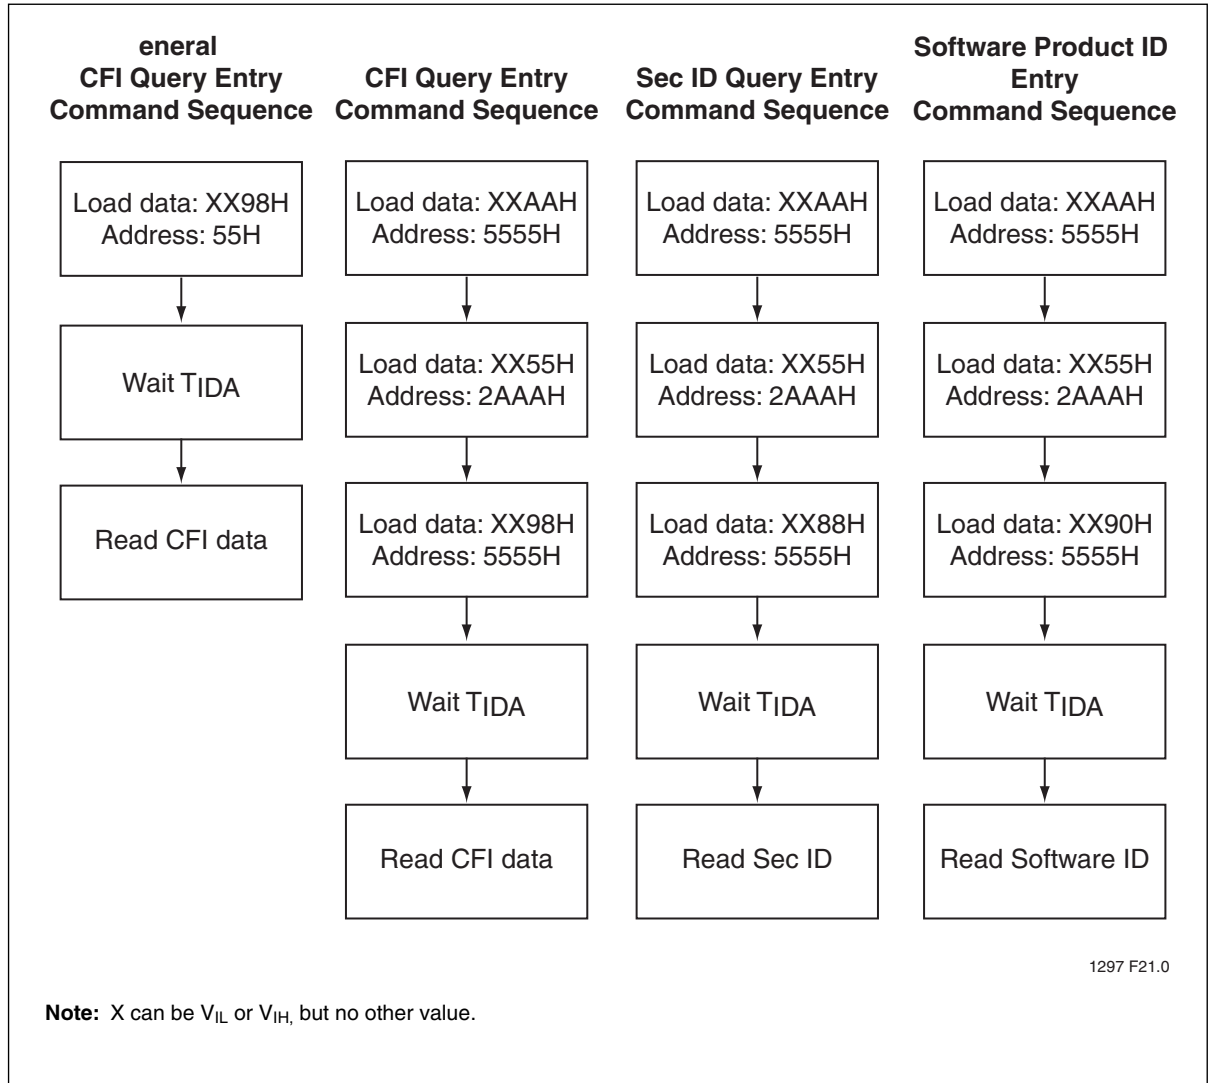 eneral
CFI Query Entry
Command Sequence
Load data: XX98H
Address: 55H
Wait TIDA
Read CFI data
CFI Query Entry
Command Sequence
Load data: XXAAH
Address: 5555H
Load data: XX55H
Address: 2AAAH
Load data: XX98H
Address: 5555H
Wait TIDA
Read CFI data
Sec ID Query Entry
Command Sequence
Load data: XXAAH
Address: 5555H
Load data: XX55H
Address: 2AAAH
Load data: XX88H
Address: 5555H
Wait TIDA
Read Sec ID
Software Product ID
Entry
Command Sequence
Load data: XXAAH
Address: 5555H
Load data: XX55H
Address: 2AAAH
Load data: XX90H
Address: 5555H
Wait TIDA
Read Software ID
1297 F21.0
Note: X can be VIL or VIH, but no other value.